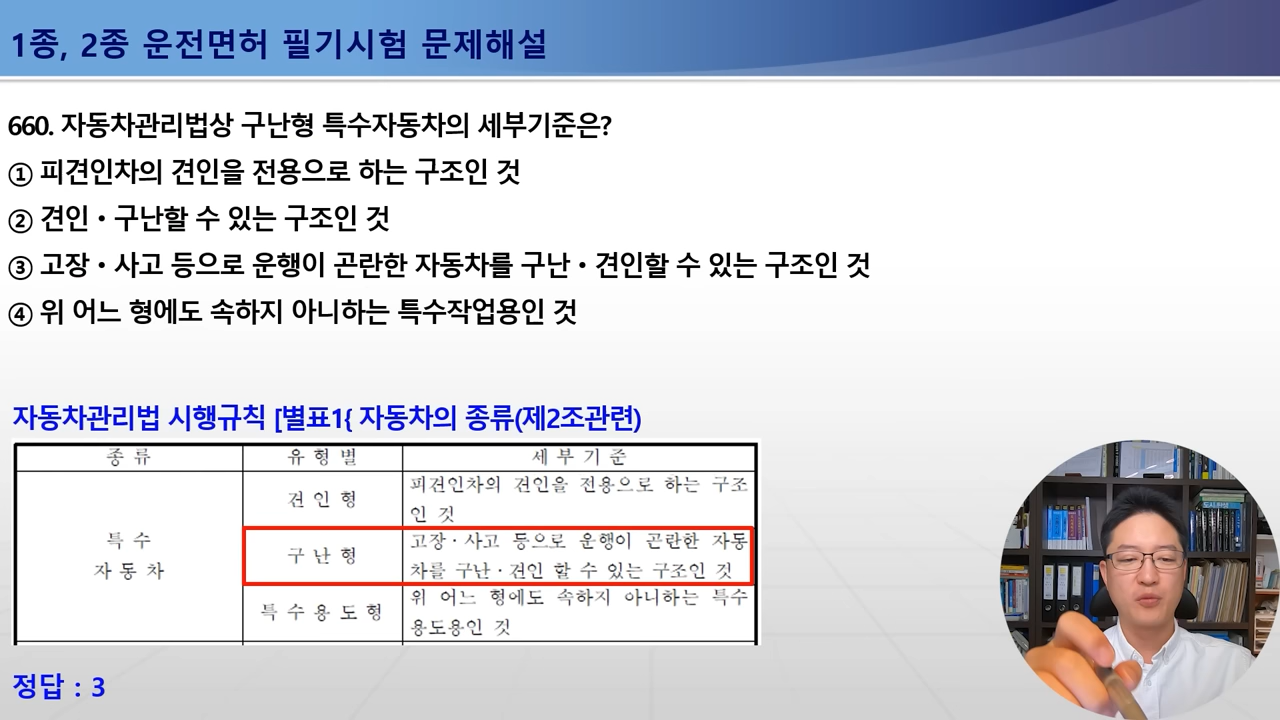 1종, 2종 운전면허 필기시험 문제해설
660. 자동차관리법상 구난형 특수자동차의 세부기준은?
① 피견인차의 견인을 전용으로 하는 구조인 것
② 견인・구난할 수 있는 구조인 것
③ 고장・사고 등으로 운행이 곤란한 자동차를 구난・견인할 수 있는 구조인 것
④ 위 어느 형에도 속하지 아니하는 특수작업용인 것
자동차관리법 시행규칙 [별표1{ 자동차의 종류(제2조관련)
종 류 유 형 별 세 부 기 준
특 수
자 동 차
견 인 형
피견인차의 견인을 전용으로 하는 구조
인 것
구 난 형
고장·사고 등으로 운행이 곤란한 자동
차를 구난·견인 할 수 있는 구조인 것
특 수 용 도 형
위 어느 형에도 속하지 아니하는 특수
용도용인 것
정답 : 3